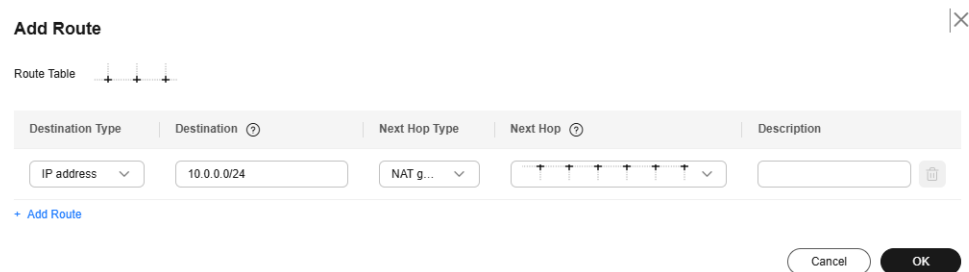 Add Route
Route Table
Destination Type Destination ? Next Hop Type Next Hop ? Description
IP address 10.0.0.0/24 NAT g...
+ Add Route
Cancel OK